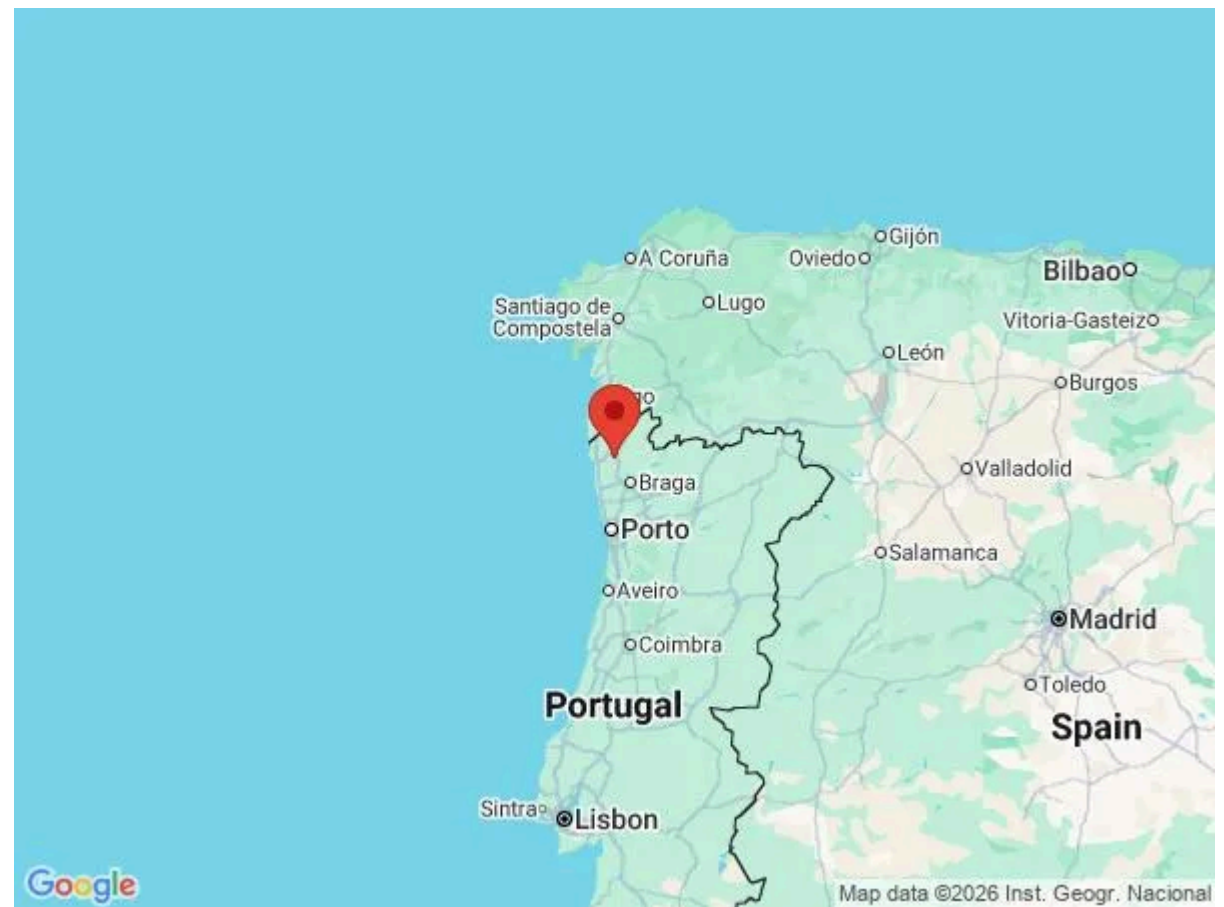 Gijón
A Coruña
Oviedo
Bilbao
Santiago de
Compostela
Lugo
Vitoria-Gasteiz
León
Burgos
go
Valladolid
Braga
Porto
Salamanca
Aveiro
Madrid
Coimbra
Toledo
Portugal
Spain
Sintra
Lisbon
Google
Map data ©2026 Inst. Geogr. Nacional